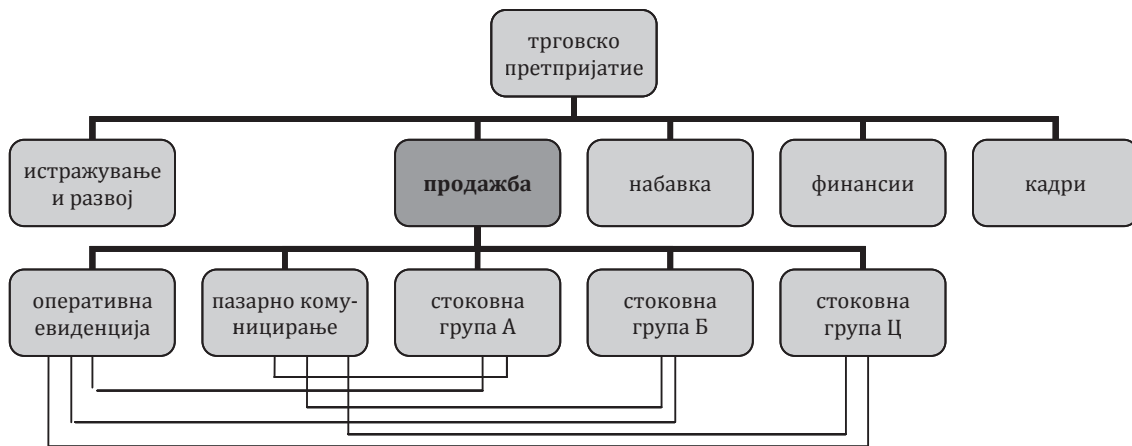 трговско
претпријатие
истражување
и развој
продажба
набавка
финансии
кадри
оперативна
евиденција
пазарно кому-
ницирање
стоковна
група А
стоковна
група Б
стоковна
група Ц